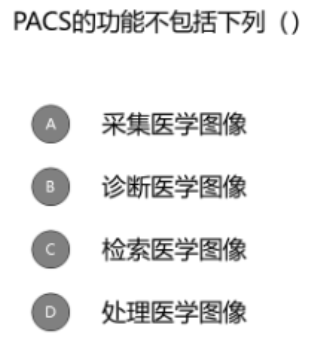 PACS的功能不包括下列（）
A 采集医学图像
B 诊断医学图像
C 检索医学图像
D 处理医学图像